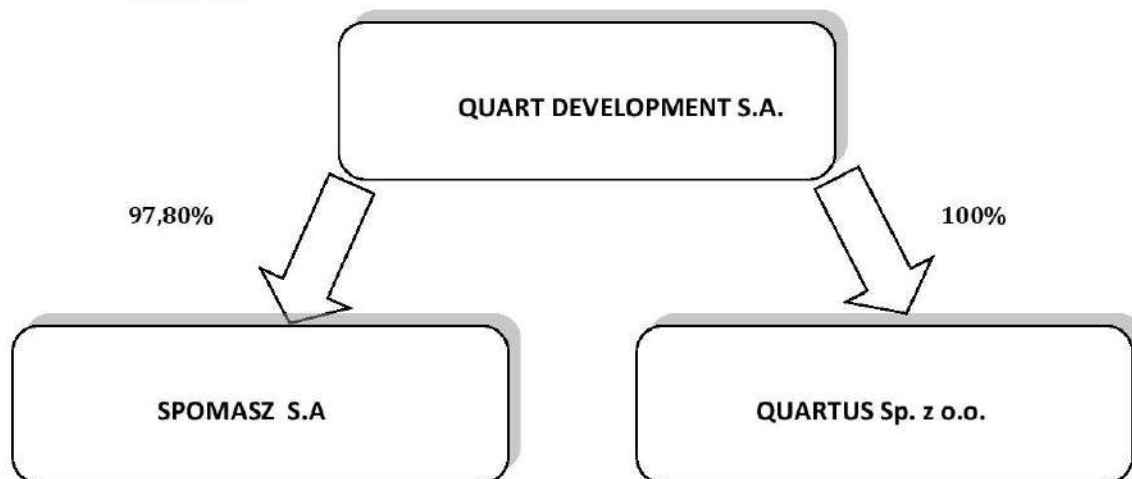 QUART DEVELOPMENT S.A.
97,80%
100%
SPOMASZ S.A
QUARTUS Sp. z o.o.